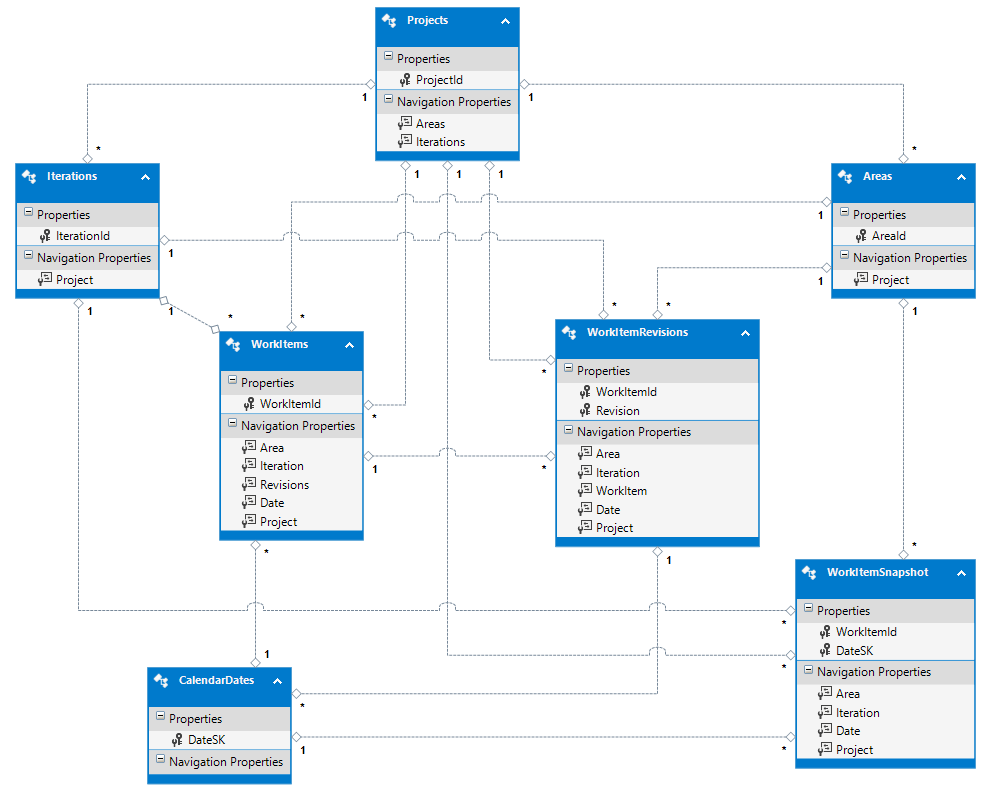 Projects
Properties
ProjectId
Navigation Properties
Areas
Iterations
1
1
*
*
1
1
1
Iterations
Properties
IterationId
Navigation Properties
Project
1
1
1
Areas
Properties
AreaId
Navigation Properties
Project
1
1
1
*
*
*
*
WorkItems
Properties
WorkItemId
Navigation Properties
Area
Iteration
Revisions
Date
Project
*
1
*
WorkItemRevisions
Properties
WorkItemId
Revision
Navigation Properties
Area
Iteration
WorkItem
Date
Project
*
*
1
*
WorkItemSnapshot
Properties
WorkItemId
DateSK
Navigation Properties
Area
Iteration
Date
Project
*
*
*
1
CalendarDates
Properties
DateSK
Navigation Properties
*
1